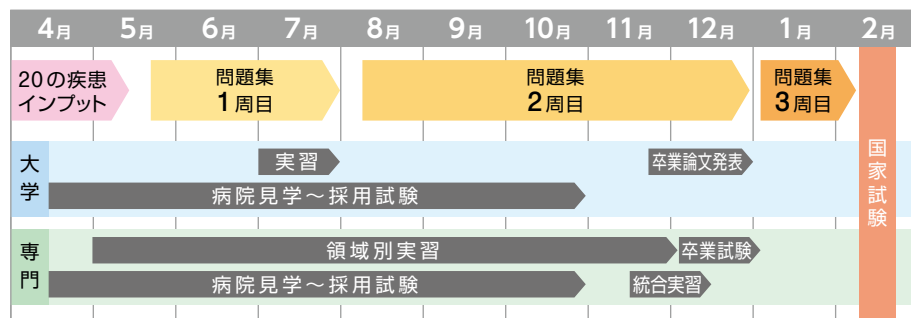 4月 5月 6月 7月 8月 9月 10月 11月 12月 1月 2月
20の疾患
インプット
問題集
1周目
問題集
2周目
問題集
3周目
国家試験
大学
実習
卒業論文発表
病院見学～採用試験
専門
領域別実習
卒業試験
病院見学～採用試験
統合実習